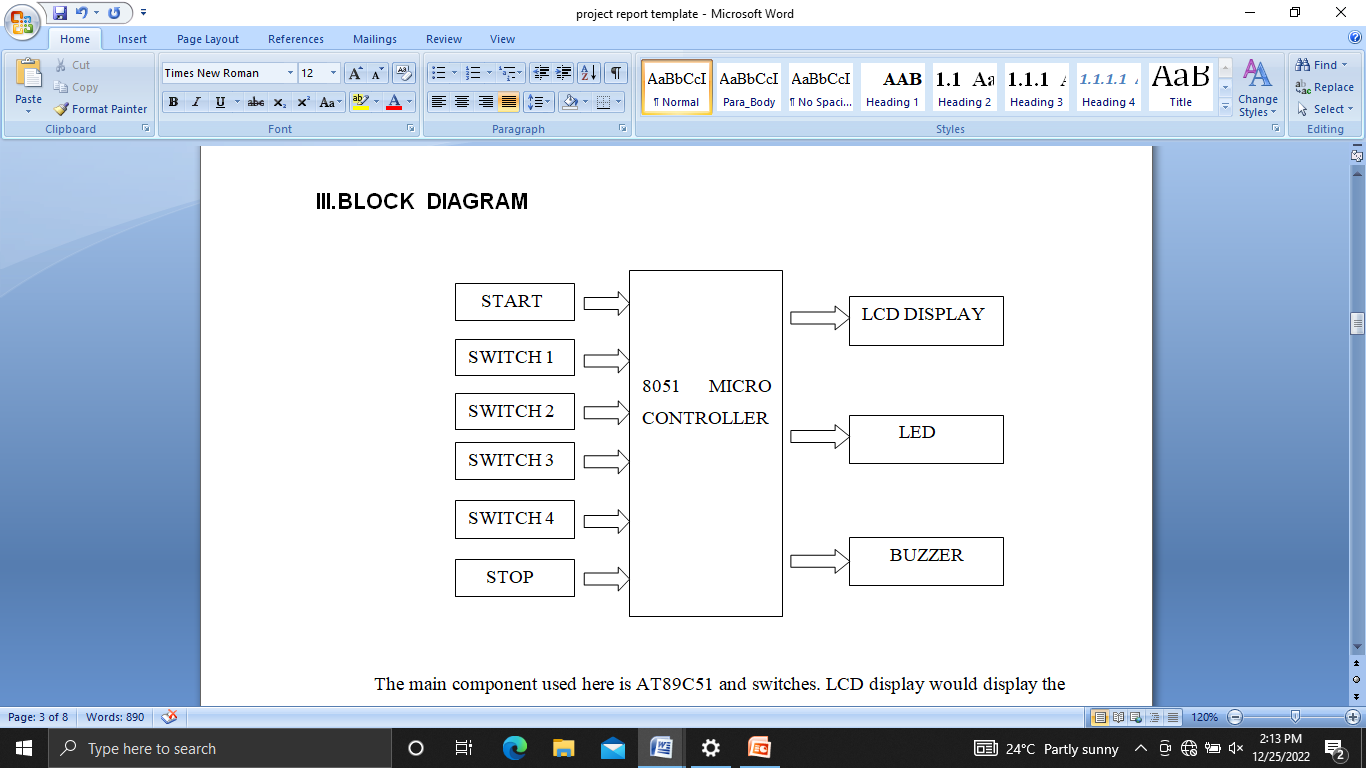 project report template - Microsoft Word
Home Insert Page Layout References Mailings Review View
Paste
Cut
Copy
Format Painter
Clipboard
Times New Roman 12
B I U abc X₂ X² Aa A
Font
Paragraph
AaBbCcI AaBbCcI AaBbCcI AAB 1.1 Aa 1.1.1 A 1.1.1.1 A AaB
¶ Normal Para_Body ¶ No Spaci... Heading 1 Heading 2 Heading 3 Heading 4 Title
Change Styles
Styles
Find
Replace
Select
Editing
III.BLOCK DIAGRAM
START
SWITCH 1
SWITCH 2
SWITCH 3
SWITCH 4
STOP
8051 MICRO
CONTROLLER
LCD DISPLAY
LED
BUZZER
The main component used here is AT89C51 and switches. LCD display would display the
Page: 3 of 8 Words: 890 120%
Type here to search
24°C Partly sunny
2:13 PM
12/25/2022
2